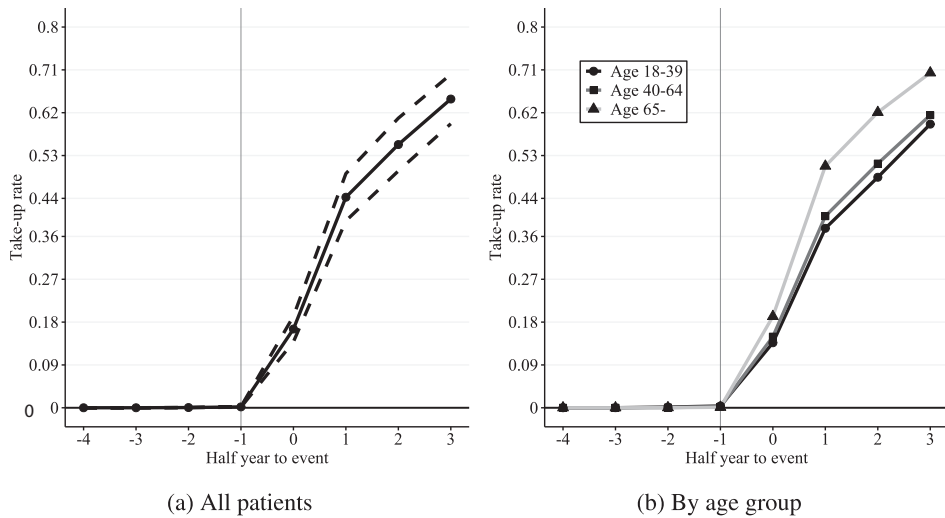 0.8
0.71
0.62
0.53
0.44
0.36
0.27
0.18
0.09
0
0
Take-up rate
-4 -3 -2 -1 0 1 2 3
Half year to event
(a) All patients
0.8
0.71
0.62
0.53
0.44
0.36
0.27
0.18
0.09
0
Take-up rate
Age 18-39
Age 40-64
Age 65-
-4 -3 -2 -1 0 1 2 3
Half year to event
(b) By age group